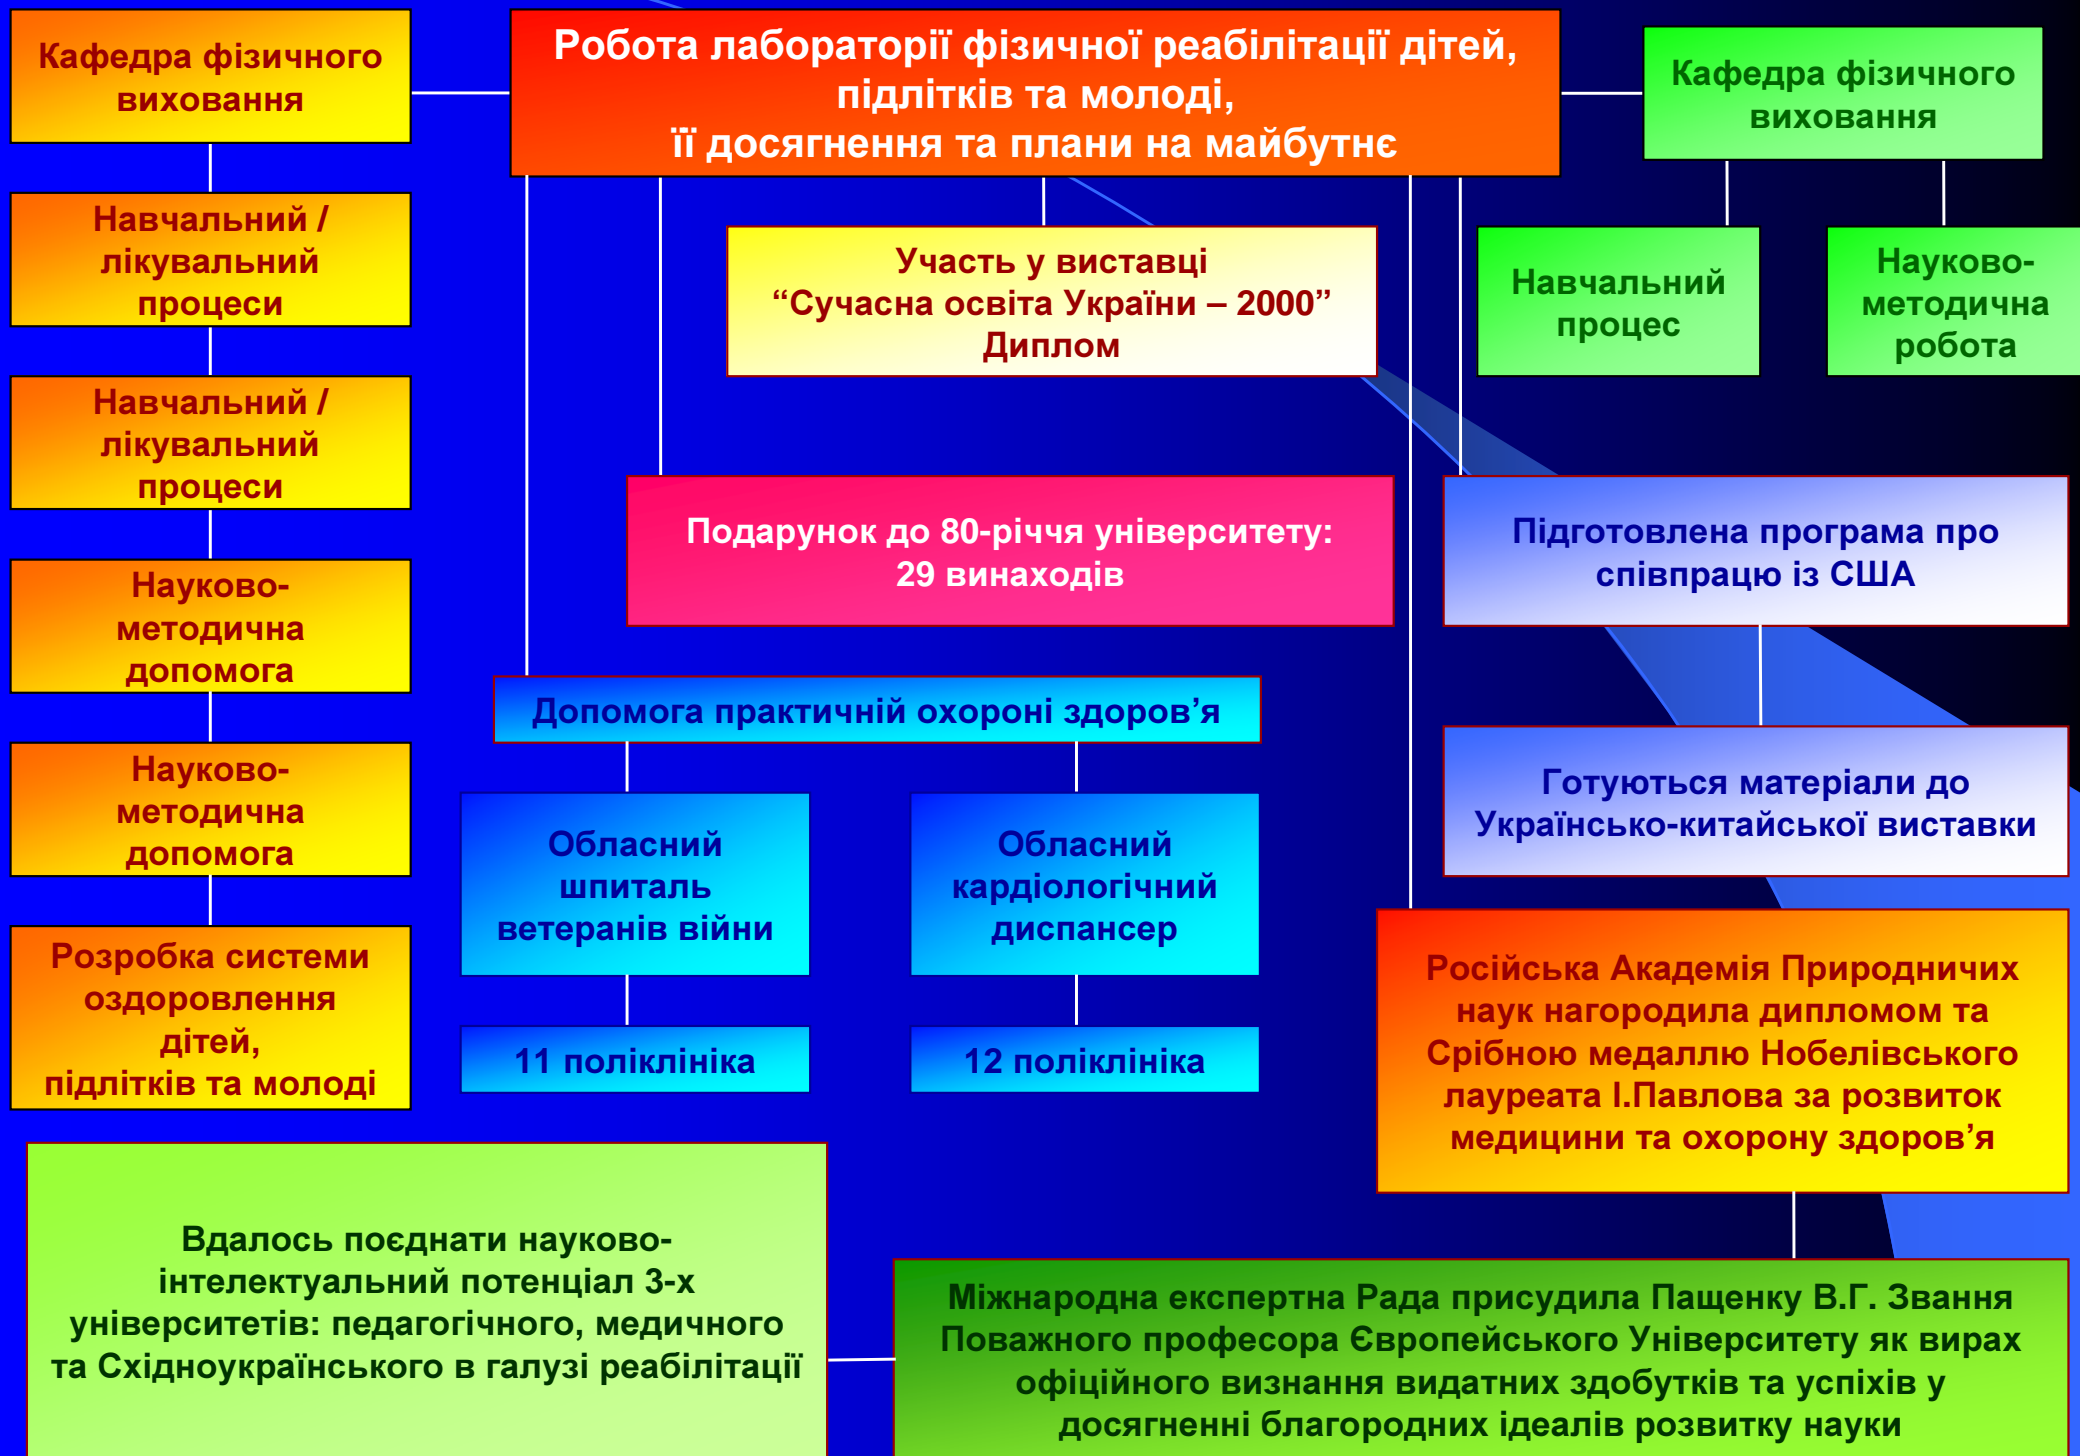 Кафедра фізичного
виховання
Робота лабораторії фізичної реабілітації дітей,
підлітків та молоді,
її досягнення та плани на майбутнє
Кафедра фізичного
виховання
Навчальний /
лікувальний
процеси
Навчальний /
лікувальний
процеси
Науково-
методична
допомога
Науково-
методична
допомога
Розробка системи
оздоровлення
дітей,
підлітків та молоді
Участь у виставці
“Сучасна освіта України – 2000”
Диплом
Навчальний
процес
Науково-
методична
робота
Подарунок до 80-річчя університету:
29 винаходів
Підготовлена програма про
співпрацю із США
Допомога практичній охороні здоров’я
Обласний
шпиталь
ветеранів війни
Обласний
кардіологічний
диспансер
11 поліклініка
12 поліклініка
Готуються матеріали до
Українсько-китайської виставки
Російська Академія Природничих
наук нагородила дипломом та
Срібною медаллю Нобелівського
лауреата І.Павлова за розвиток
медицини та охорону здоров’я
Вдалось поєднати науково-
інтелектуальний потенціал 3-х
університетів: педагогічного, медичного
та Східноукраїнського в галузі реабілітації
Міжнародна експертна Рада присудила Пащенку В.Г. Звання
Поважного професора Європейського Університету як вирах
офіційного визнання видатних здобутків та успіхів у
досягненні благородних ідеалів розвитку науки